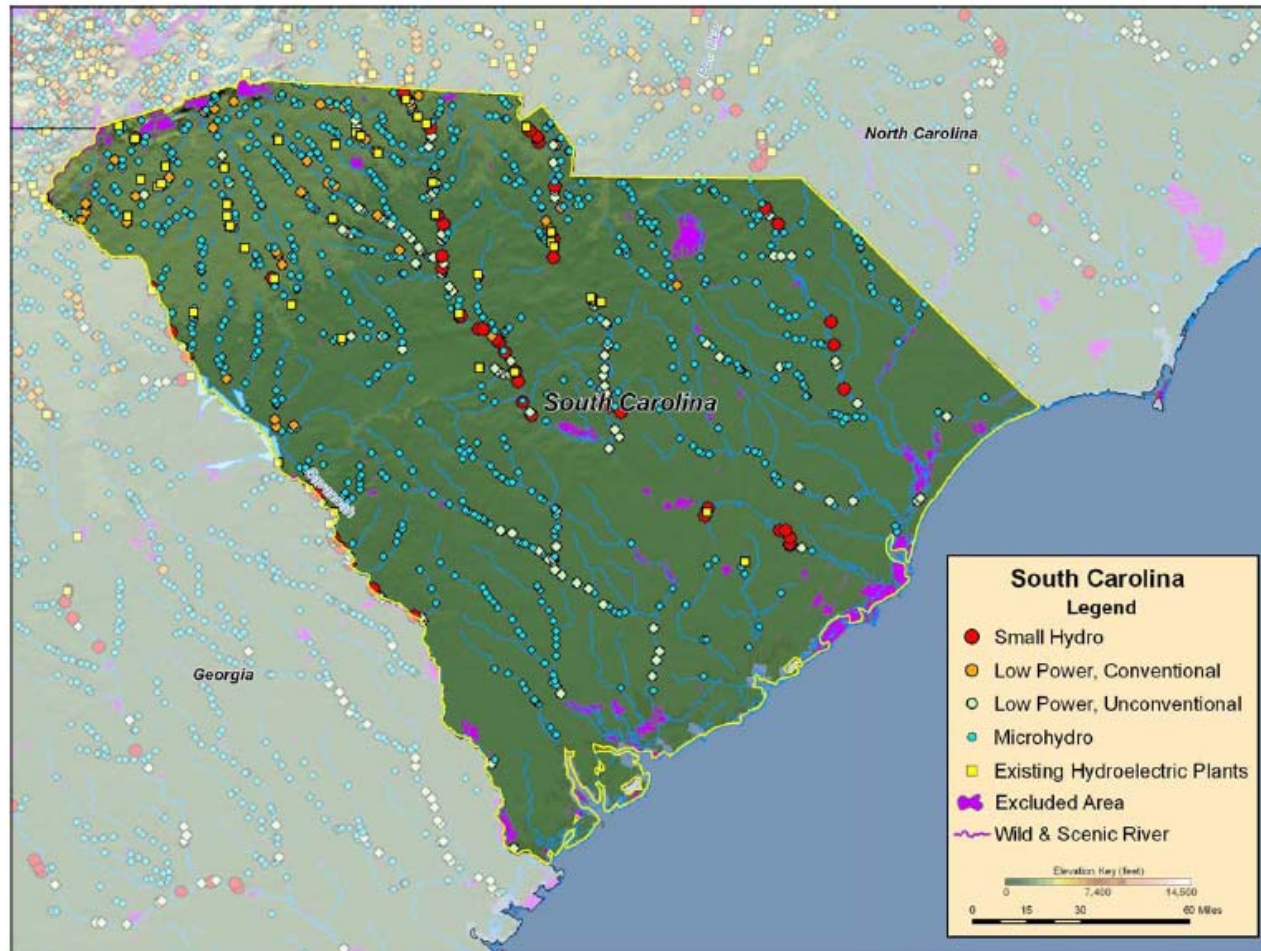 North Carolina
South Carolina
Savannah
Georgia
South Carolina
Legend
Small Hydro
Low Power, Conventional
Low Power, Unconventional
Microhydro
Existing Hydroelectric Plants
Excluded Area
Wild & Scenic River
Elevation Key (feet)
0 7,400 14,500
0 15 30 60 Miles